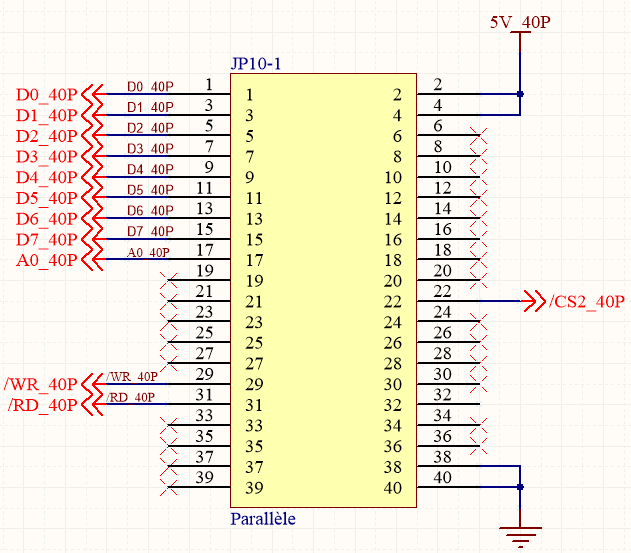 5V_40P
JP10-1
D0_40P D0_40P 1 1 2 2
D1_40P D1_40P 3 3 4 4
D2_40P D2_40P 5 5 6 6
D3_40P D3_40P 7 7 8 8
D4_40P D4_40P 9 9 10 10
D5_40P D5_40P 11 11 12 12
D6_40P D6_40P 13 13 14 14
D7_40P D7_40P 15 15 16 16
A0_40P A0_40P 17 17 18 18
19 19 20 20
21 21 22 22 /CS2_40P
23 23 24 24
25 25 26 26
27 27 28 28
/WR_40P /WR_40P 29 29 30 30
/RD_40P /RD_40P 31 31 32 32
33 33 34 34
35 35 36 36
37 37 38 38
39 39 40 40
Parallèle